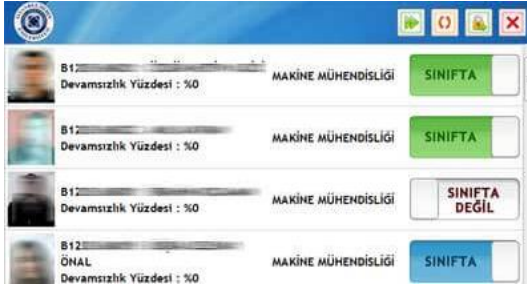 B12
MAKİNE MÜHENDİSLİĞİ
SINIFTA
Devamsızlık Yüzdesi : %0
B12
MAKİNE MÜHENDİSLİĞİ
SINIFTA
Devamsızlık Yüzdesi : %0
B1
MAKİNE MÜHENDİSLİĞİ
SINIFTA
DEĞİL
Devamsızlık Yüzdesi : %0
B12
ÖNAL
MAKİNE MÜHENDİSLİĞİ
SINIFTA
Devamsızlık Yüzdesi : %0